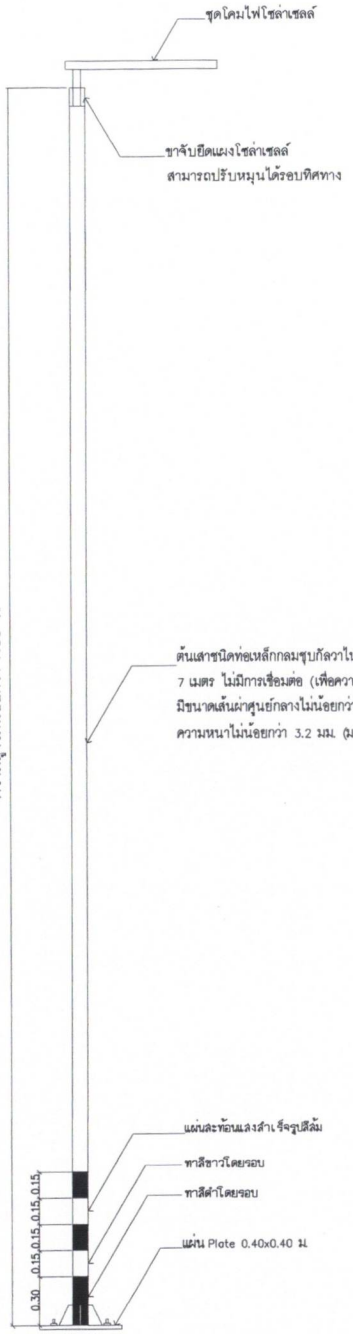 ชุดโคมไฟโซล่าเซลล์
ขาจับยึดแผงโซล่าเซลล์
สามารถปรับหมุนได้รอบทิศทาง
ต้นเสาชนิดท่อเหล็กกลมชุบกัลวาไน
7 เมตร ไม่มีการเชื่อมต่อ (เพื่อควา
มีขนาดเส้นผ่าศูนย์กลางไม่น้อยกว่า
ความหนาไม่น้อยกว่า 3.2 มม. (ม
แผ่นสะท้อนแสงสำเร็จรูปสีส้ม
ทาสีขาวโดยรอบ
ทาสีดำโดยรอบ
แผ่น Plate 0.40x0.40 ม.
0.15
0.15
0.15
0.15
0.30